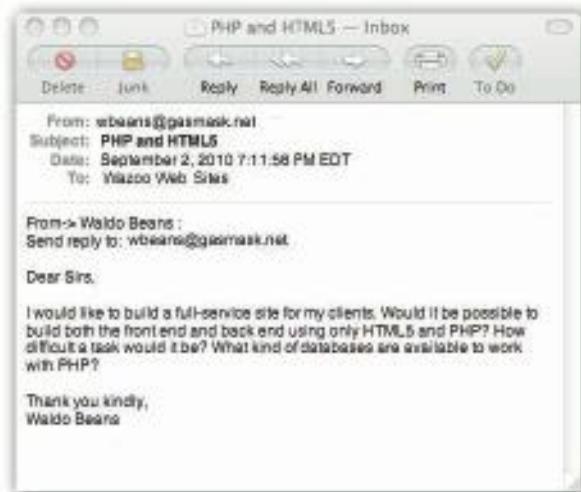 PHP and HTML5 — Inbox
Delete Junk Reply Reply All Forward Print To Do
From: wbeans@gasmask.net
Subject: PHP and HTML5
Date: September 2, 2010 7:11:58 PM EDT
To: Wazoo Web Sites
From-> Waldo Beans :
Send reply to: wbeans@gasmask.net
Dear Sirs,
I would like to build a full-service site for my clients. Would it be possible to
build both the front end and back end using only HTML5 and PHP? How
difficult a task would it be? What kind of databases are available to work
with PHP?
Thank you kindly,
Waldo Beans